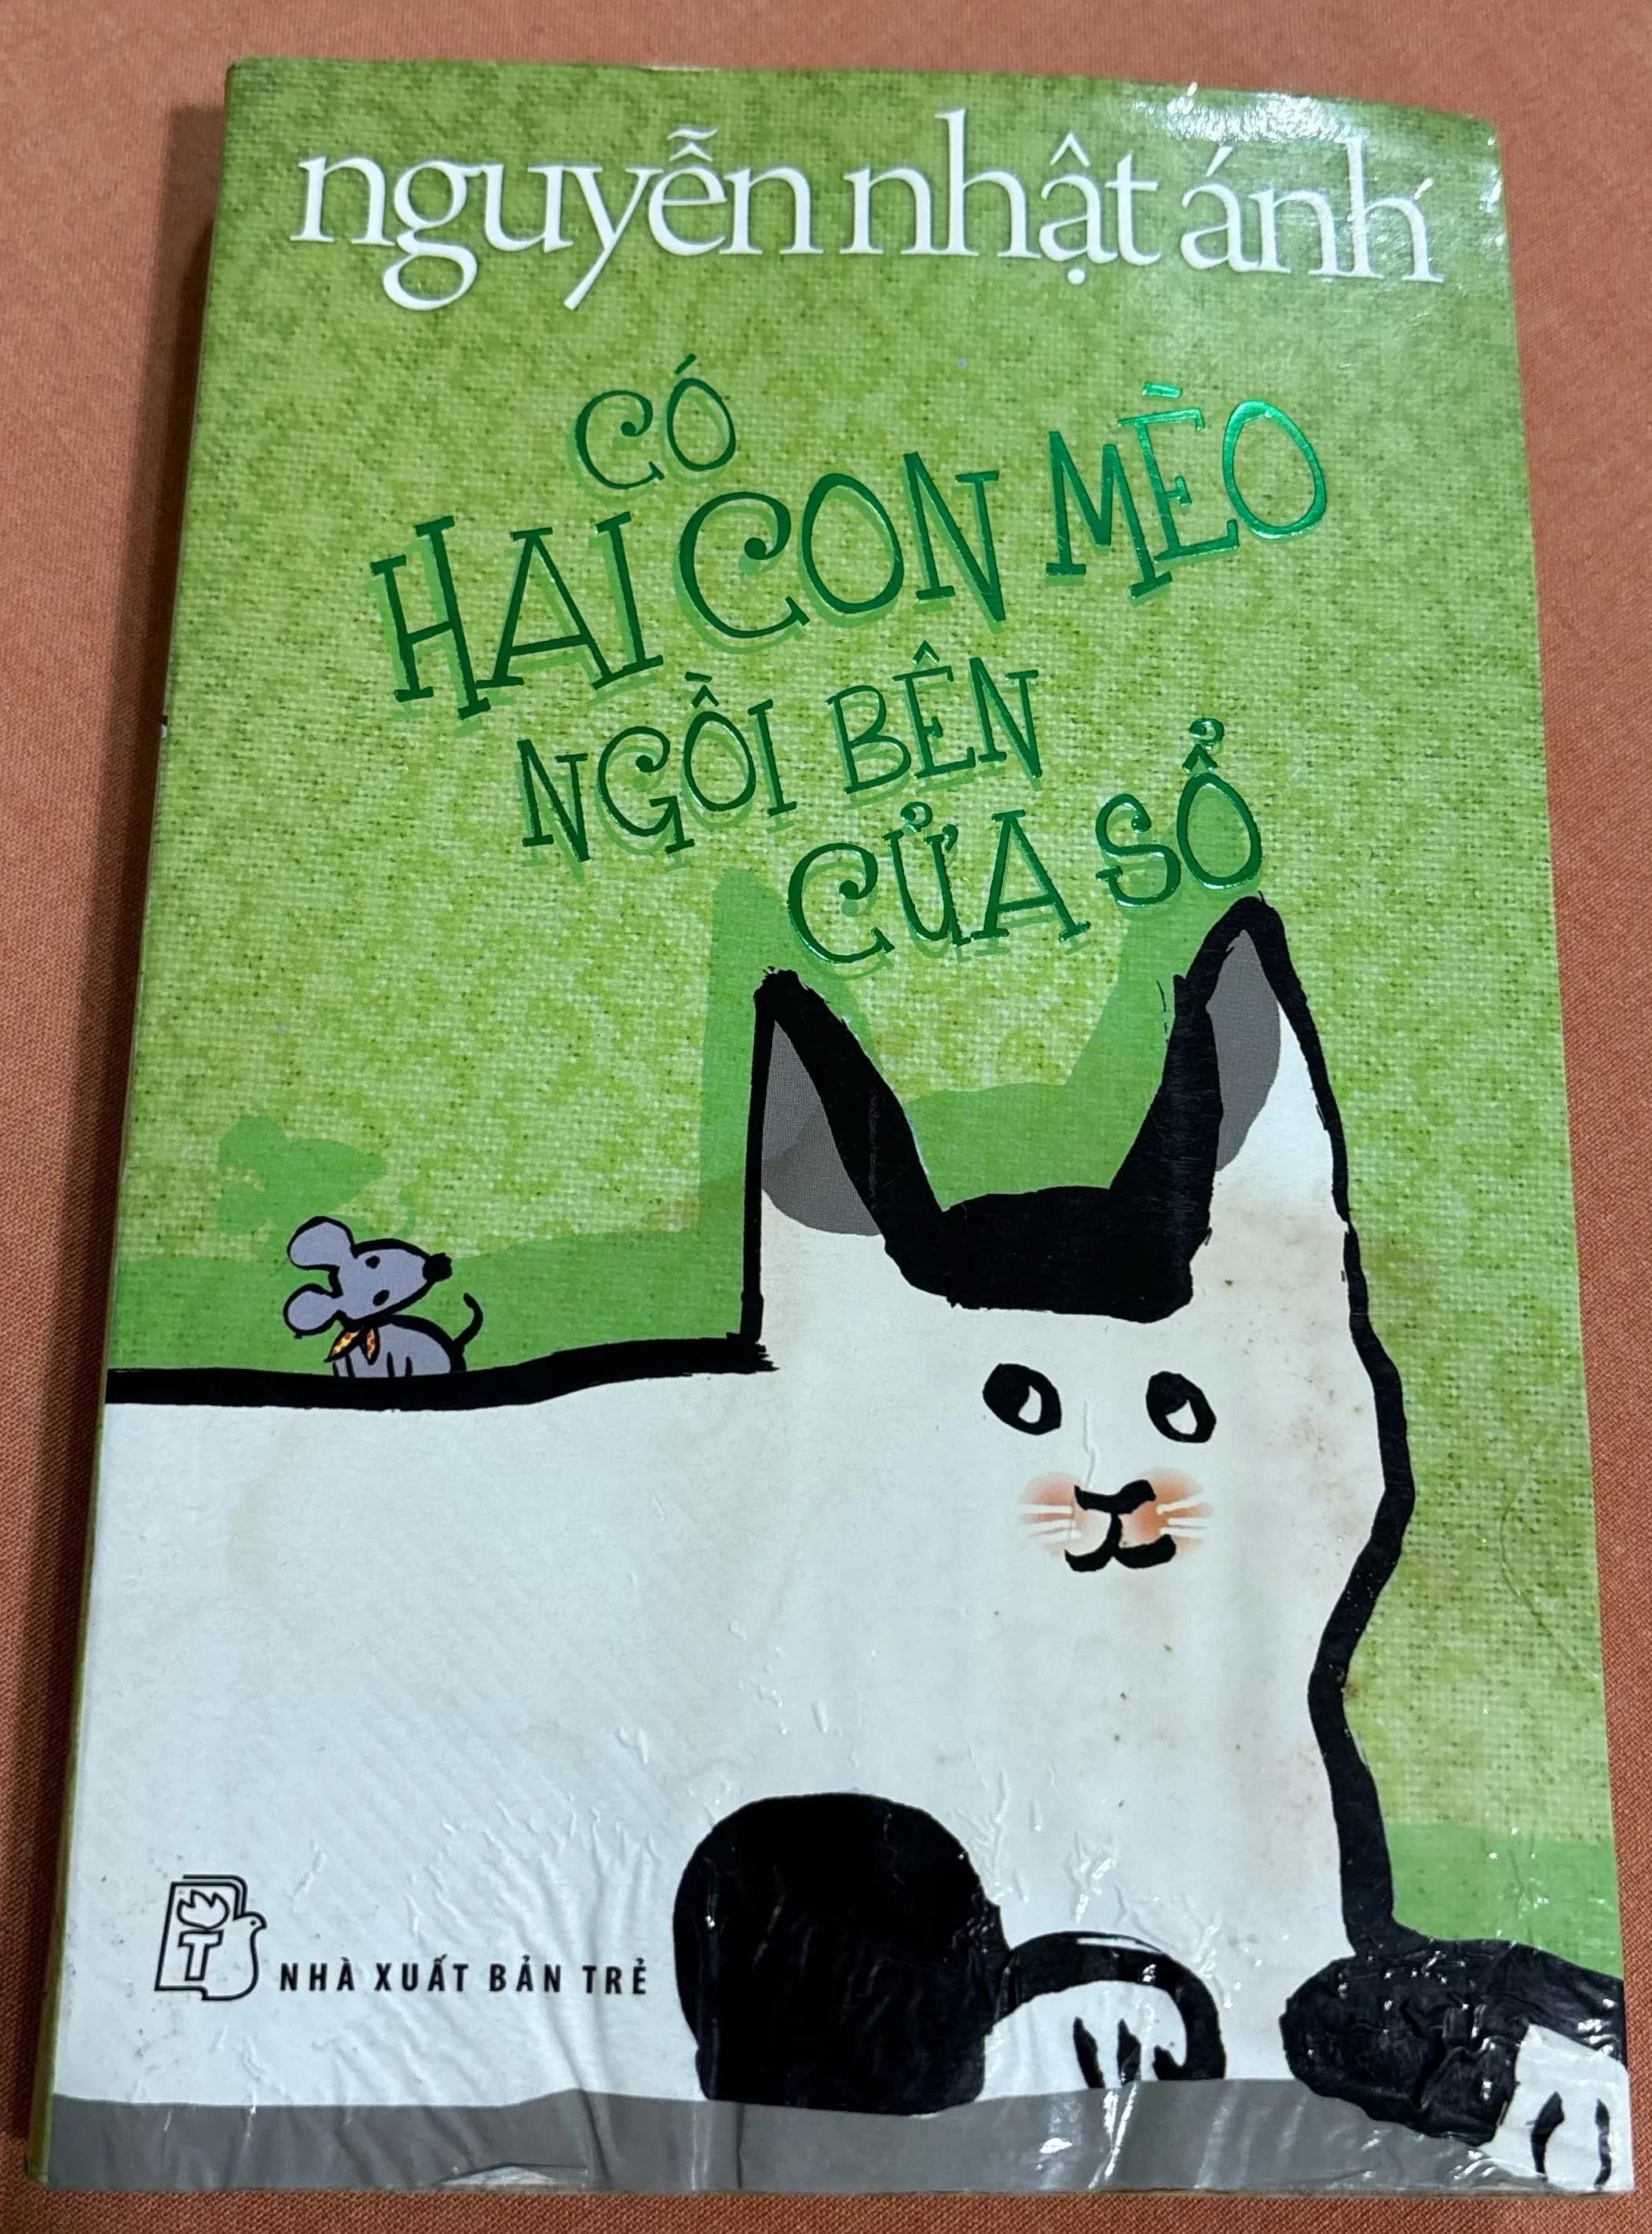 nguyễn nhật ánh
CÓ
HAI CON MÈO
NGỒI BÊN
CỬA SỔ
NHÀ XUẤT BẢN TRẺ